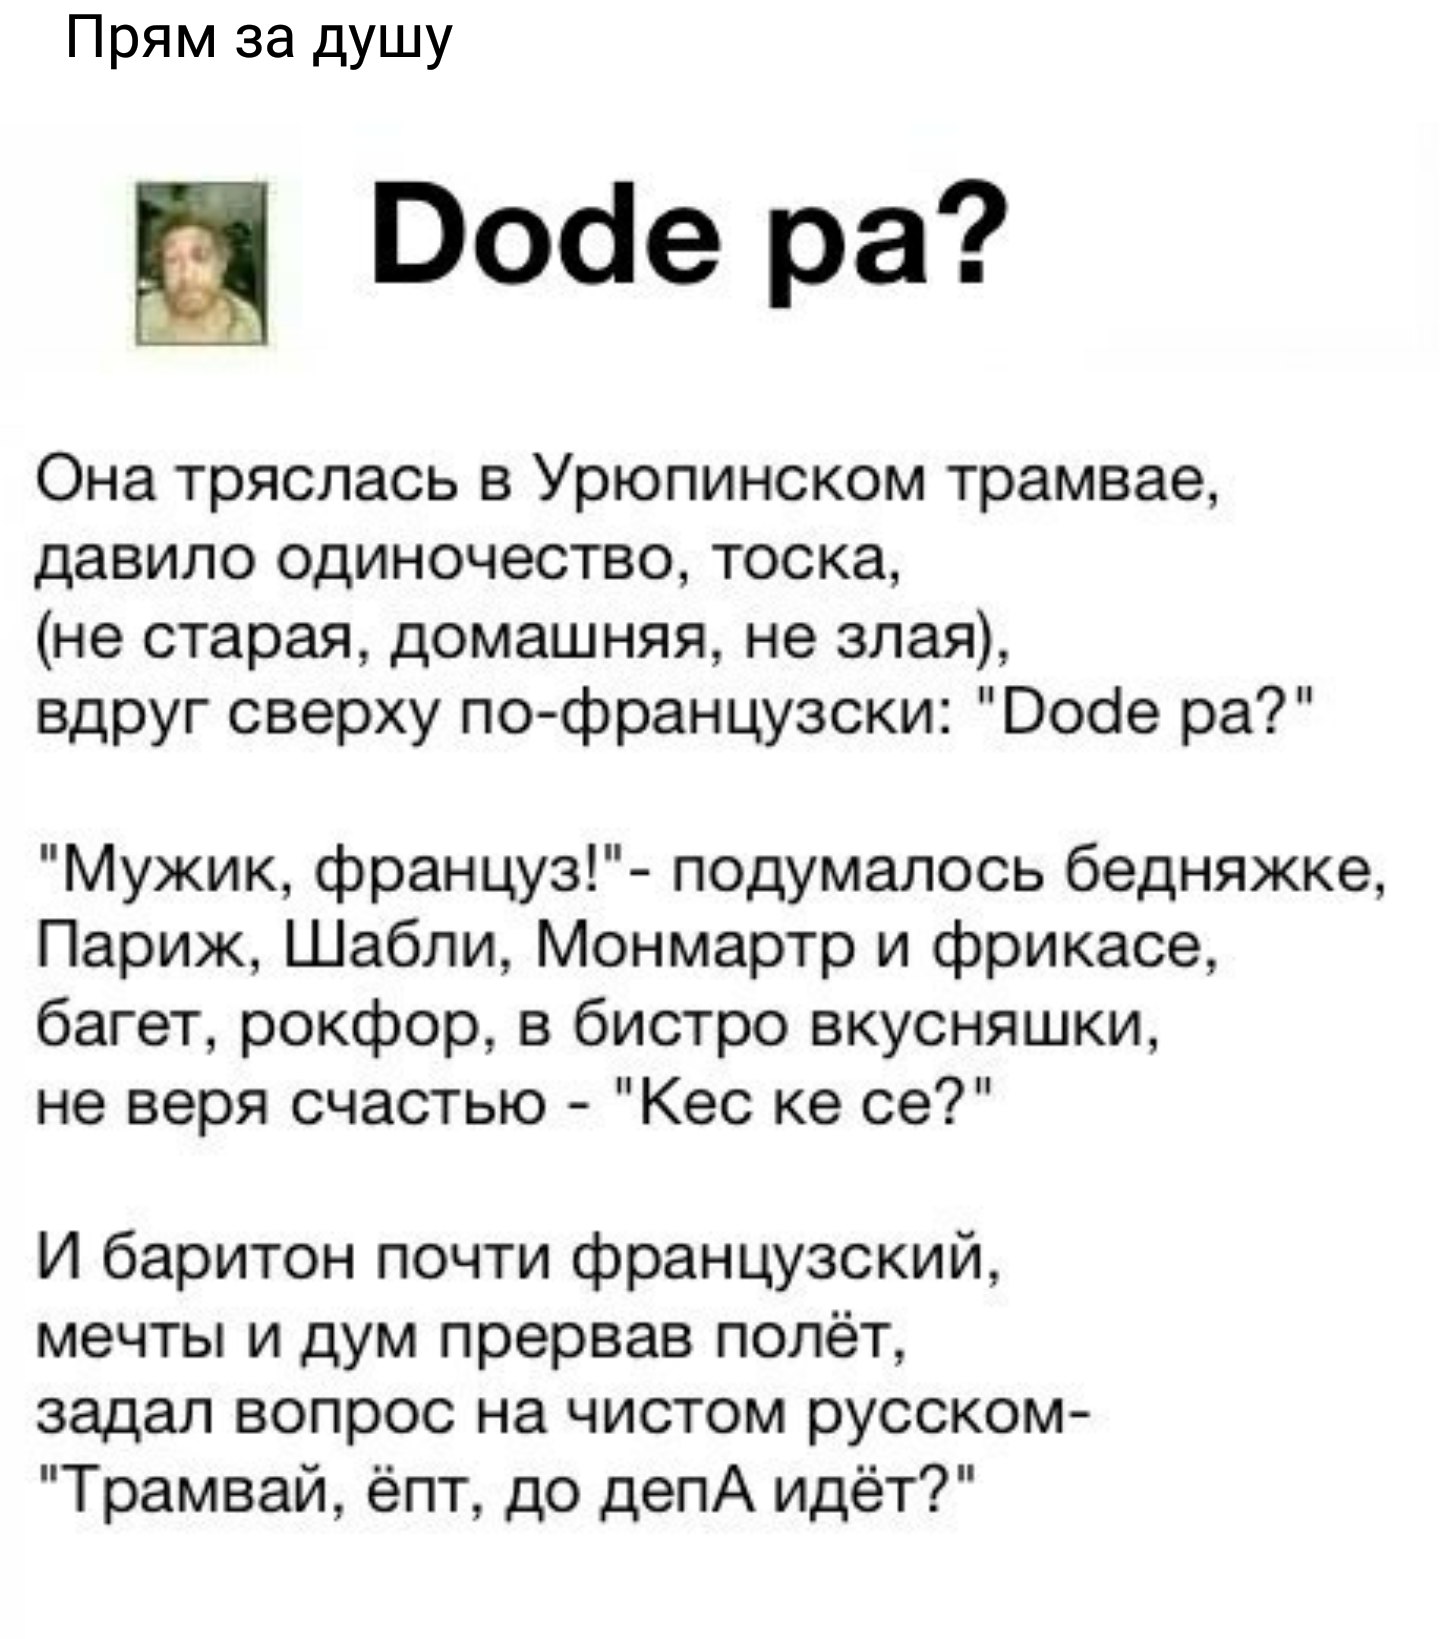 Прям за душу
Dode pa?
Она тряслась в Урюпинском трамвае,
давило одиночество, тоска,
(не старая, домашняя, не злая),
вдруг сверху по-французски: "Dode pa?"
"Мужик, француз!"- подумалось бедняжке,
Париж, Шабли, Монмартр и фрикасе,
багет, рокфор, в бистро вкусняшки,
не веря счастью - "Кес ке се?"
И баритон почти французский,
мечты и дум прервав полёт,
задал вопрос на чистом русском-
"Трамвай, ёпт, до депА идёт?"